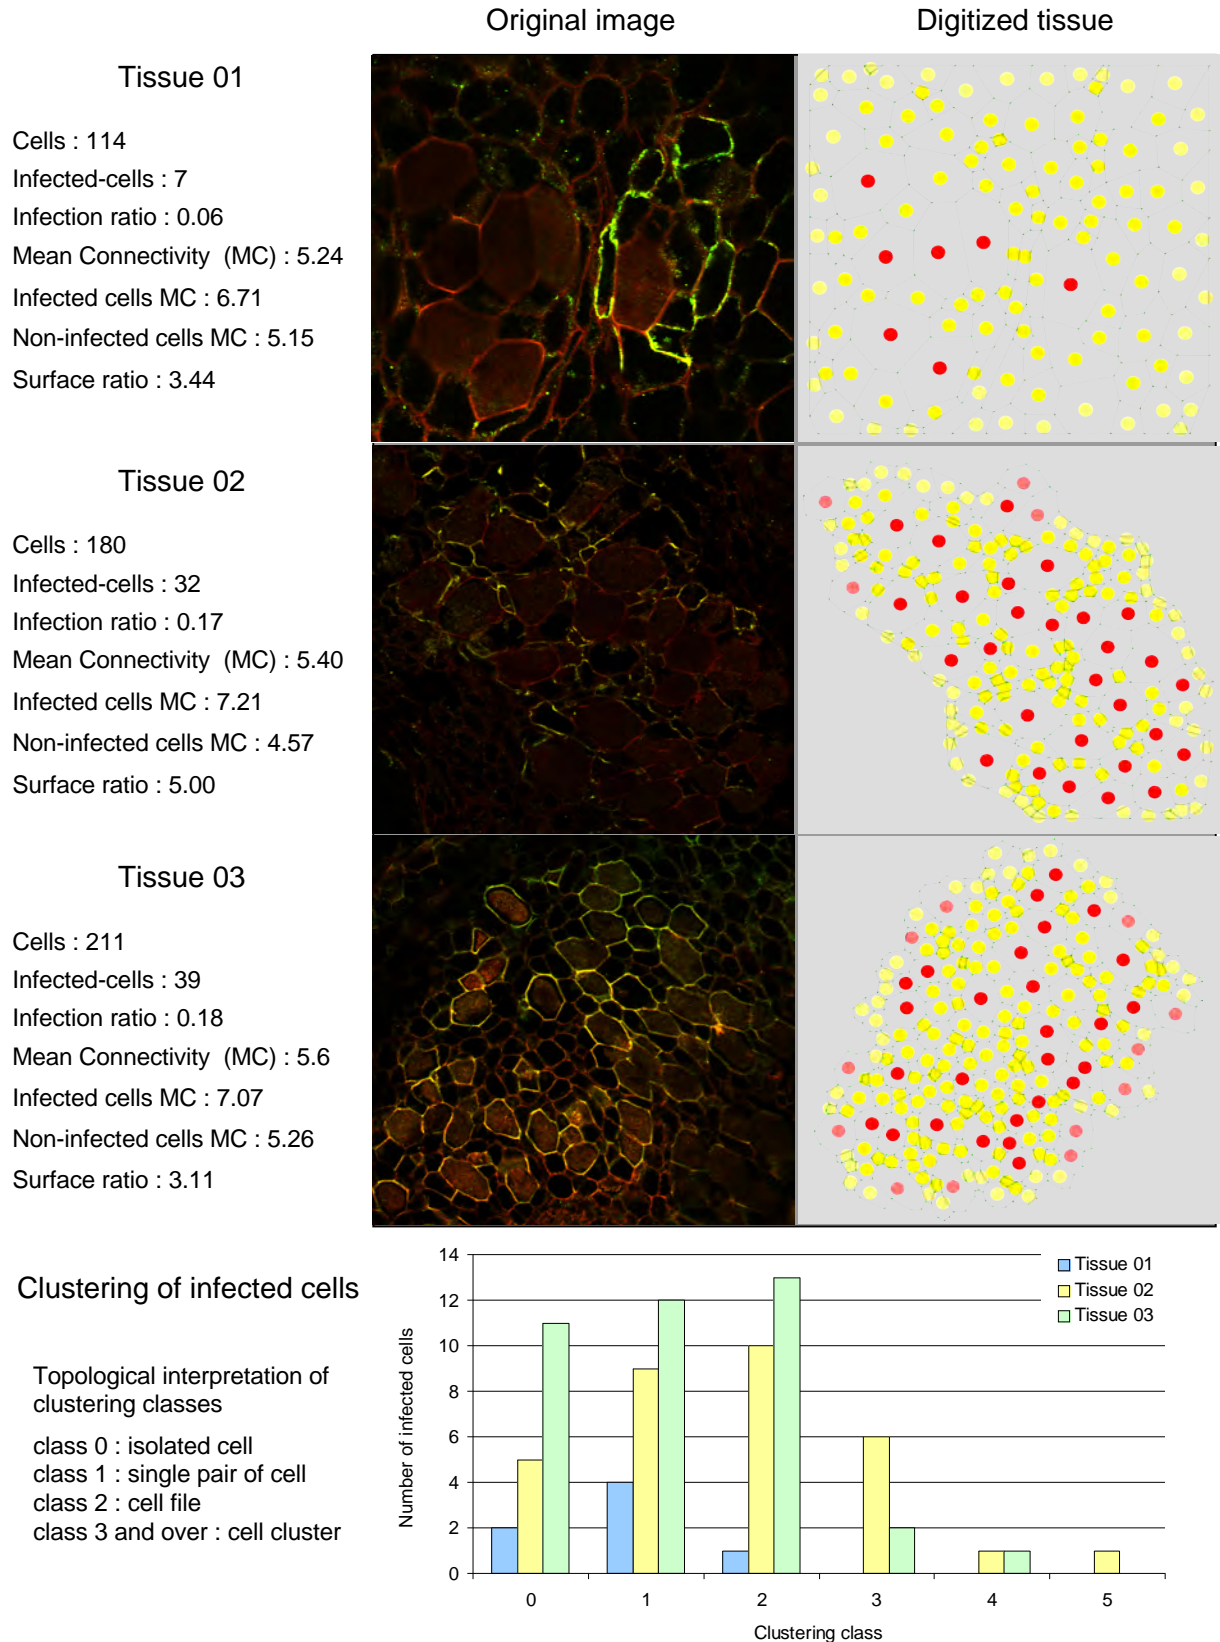 Original image
Digitized tissue
Tissue 01
Cells : 114
Infected-cells : 7
Infection ratio : 0.06
Mean Connectivity (MC) : 5.24
Infected cells MC : 6.71
Non-infected cells MC : 5.15
Surface ratio : 3.44
Tissue 02
Cells : 180
Infected-cells : 32
Infection ratio : 0.17
Mean Connectivity (MC) : 5.40
Infected cells MC : 7.21
Non-infected cells MC : 4.57
Surface ratio : 5.00
Tissue 03
Cells : 211
Infected-cells : 39
Infection ratio : 0.18
Mean Connectivity (MC) : 5.6
Infected cells MC : 7.07
Non-infected cells MC : 5.26
Surface ratio : 3.11
Clustering of infected cells
Topological interpretation of
clustering classes
class 0 : isolated cell
class 1 : single pair of cell
class 2 : cell file
class 3 and over : cell cluster
Number of infected cells
14
12
10
8
6
4
2
0
Tissue 01
Tissue 02
Tissue 03
0 1 2 3 4 5
Clustering class